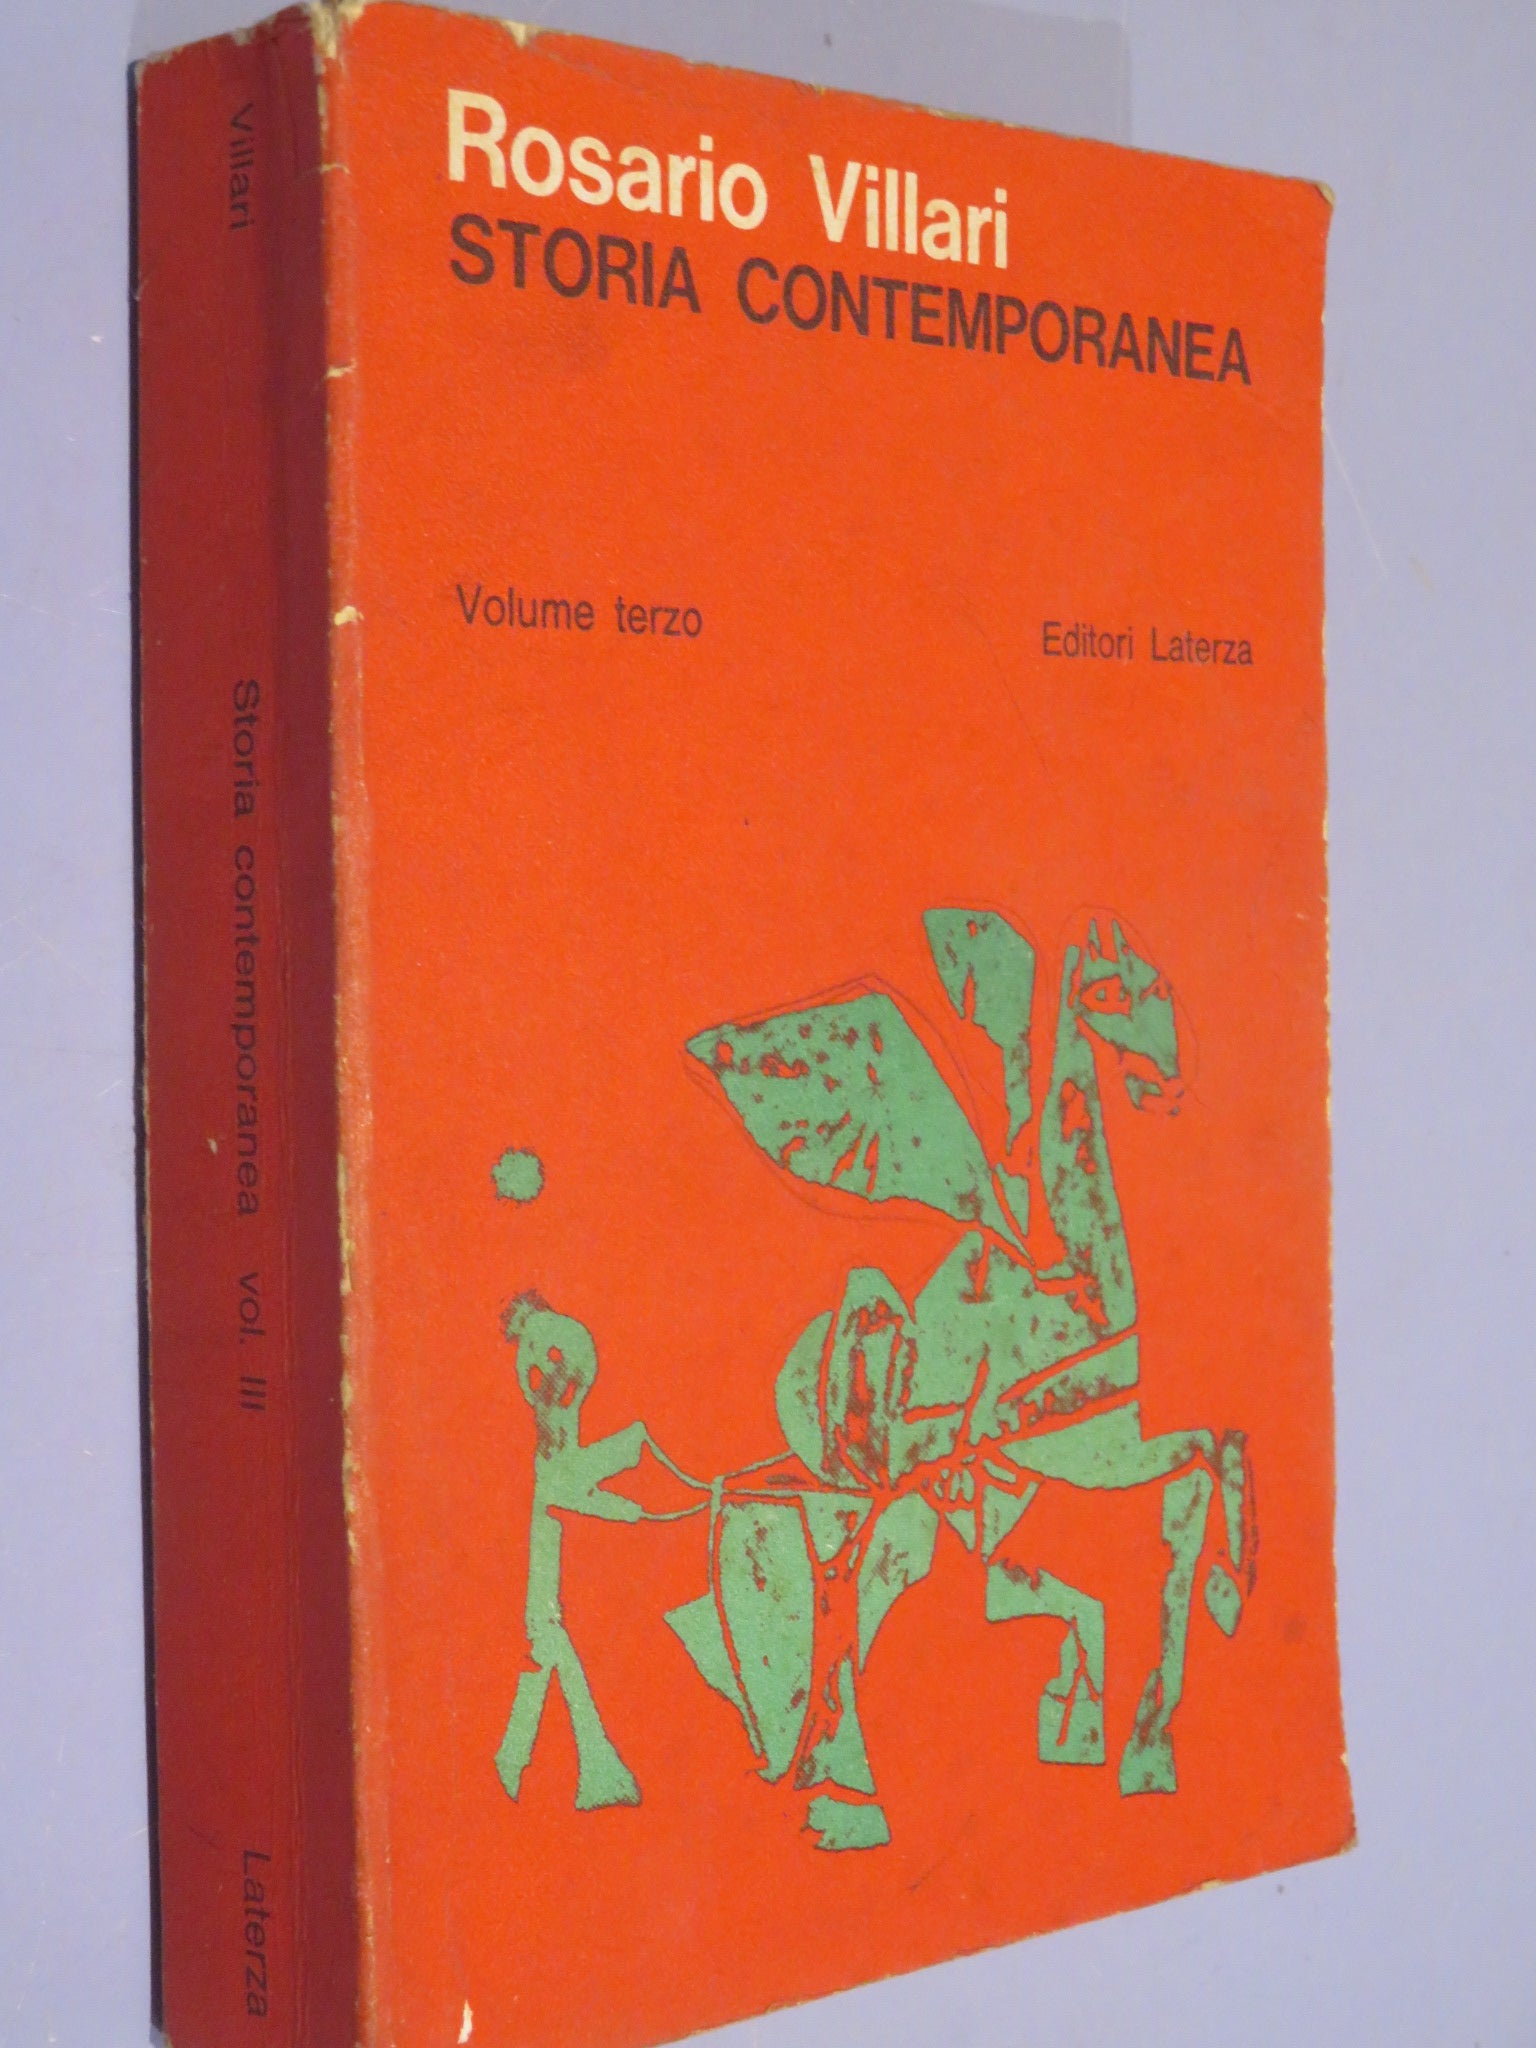 Rosario Villari
STORIA CONTEMPORANEA
Volume terzo
Editori Laterza
Villari
Storia contemporanea vol. III
Laterza